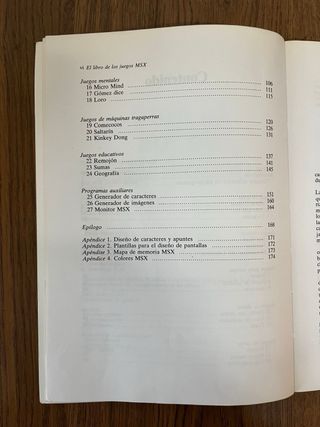 vi El libro de los juegos MSX
Juegos mentales
16 Micro Mind 106
17 Gómez dice 111
18 Loro 115
Juegos de máquinas tragaperras
19 Comecocos 120
20 Saltarín 126
21 Kinkey Dong 131
Juegos educativos
22 Remojón 137
23 Sumas 141
24 Geografía 145
Programas auxiliares
25 Generador de caracteres 151
26 Generador de imágenes 160
27 Monitor MSX 164
Epílogo 168
Apéndice 1. Diseño de caracteres y apuntes 171
Apéndice 2. Plantillas para el diseño de pantallas 172
Apéndice 3. Mapa de memoria MSX 173
Apéndice 4. Colores MSX 174